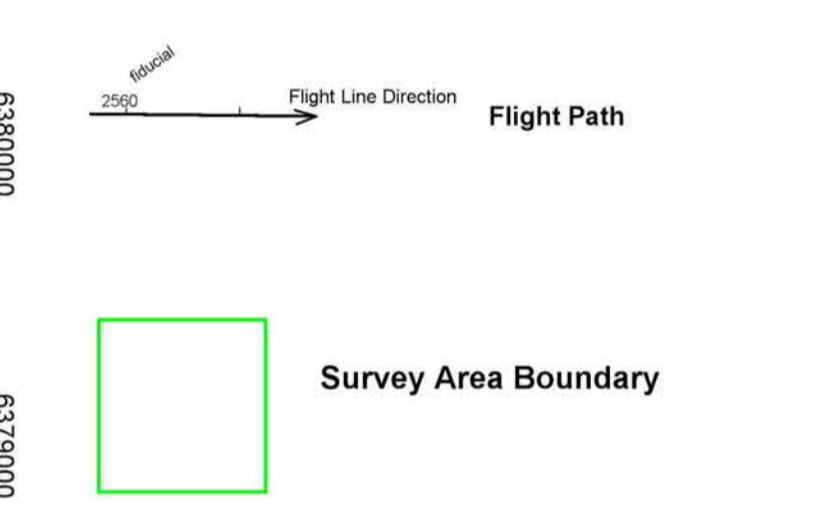 fiducial
2560
Flight Line Direction
Flight Path
6380000
Survey Area Boundary
6379000